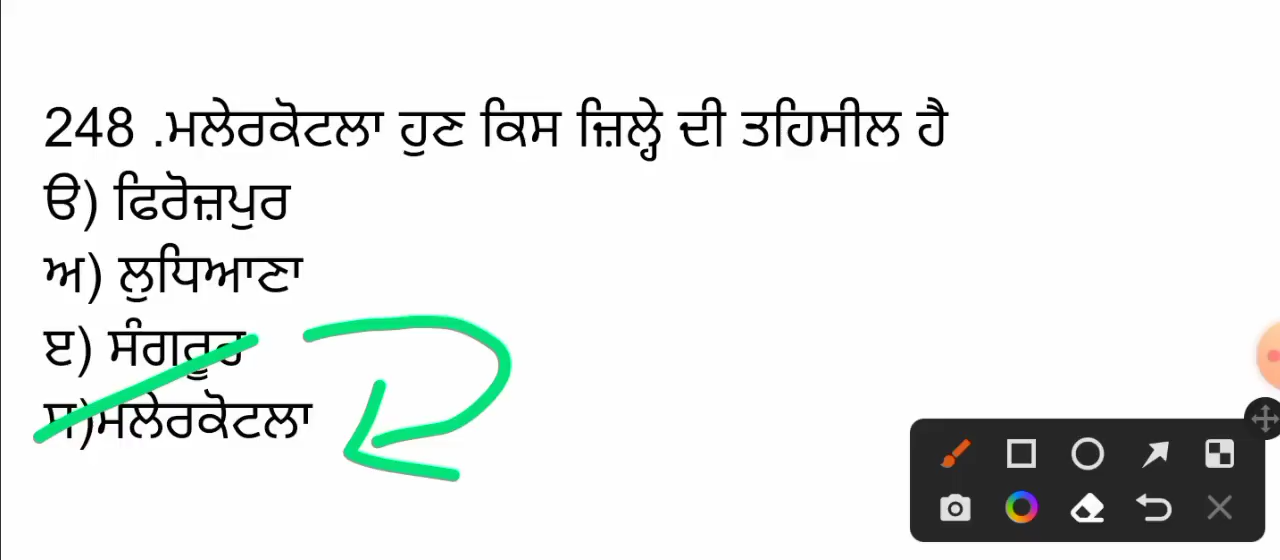 248 .ਮਲੇਰਕੋਟਲਾ ਹੁਣ ਕਿਸ ਜ਼ਿਲ੍ਹੇ ਦੀ ਤਹਿਸੀਲ ਹੈ
ੳ) ਫਿਰੋਜ਼ਪੁਰ
ਅ) ਲੁਧਿਆਣਾ
ੲ) ਸੰਗਰੂਰ
ਸ)ਮਲੇਰਕੋਟਲਾ